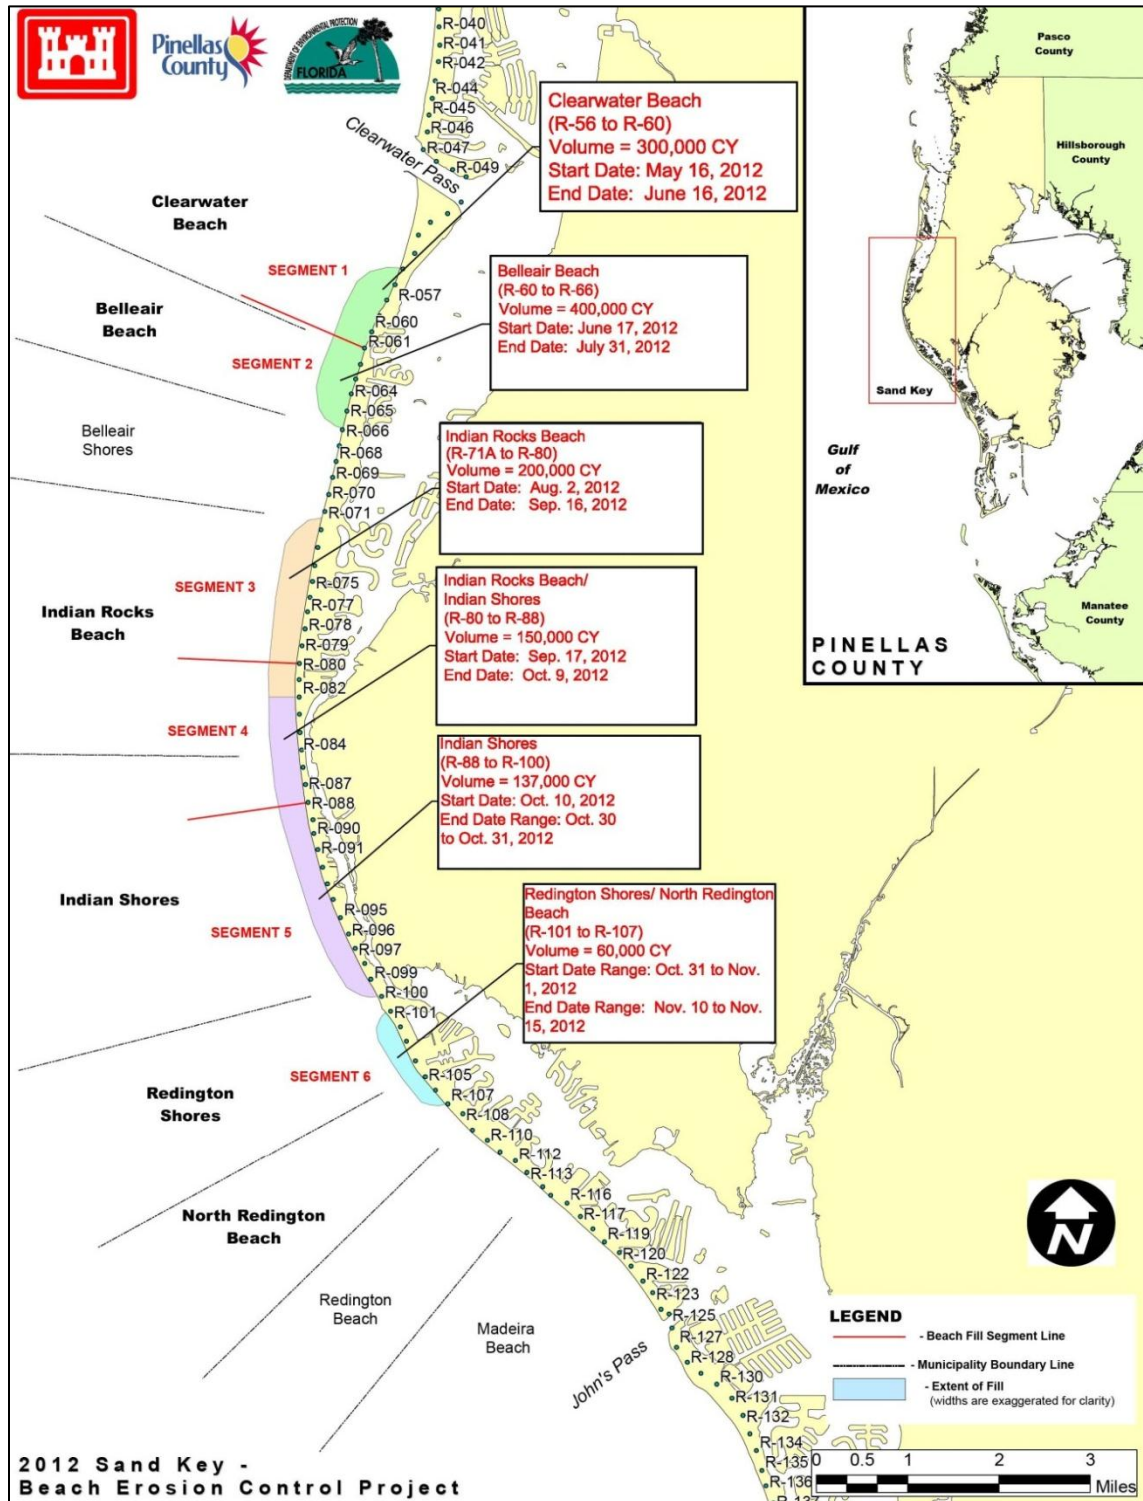 Pinellas
County
DEPARTMENT OF ENVIRONMENTAL PROTECTION
FLORIDA
R-040
R-041
R-042
R-044
R-045
R-046
R-047
R-049
Clearwater Pass
Clearwater Beach
(R-56 to R-60)
Volume = 300,000 CY
Start Date: May 16, 2012
End Date: June 16, 2012
Pasco
County
Hillsborough
County
Sand Key
Gulf
of
Mexico
Manatee
County
PINELLAS
COUNTY
Clearwater
Beach
SEGMENT 1
R-057
R-060
R-061
Belleair
Beach
SEGMENT 2
Belleair Beach
(R-60 to R-66)
Volume = 400,000 CY
Start Date: June 17, 2012
End Date: July 31, 2012
R-064
R-065
R-066
R-068
R-069
R-070
R-071
Belleair
Shores
Indian Rocks Beach
(R-71A to R-80)
Volume = 200,000 CY
Start Date: Aug. 2, 2012
End Date: Sep. 16, 2012
SEGMENT 3
R-075
R-077
R-078
R-079
R-080
R-082
Indian Rocks
Beach
Indian Rocks Beach/
Indian Shores
(R-80 to R-88)
Volume = 150,000 CY
Start Date: Sep. 17, 2012
End Date: Oct. 9, 2012
SEGMENT 4
R-084
R-087
R-088
R-090
R-091
Indian Shores
(R-88 to R-100)
Volume = 137,000 CY
Start Date: Oct. 10, 2012
End Date Range: Oct. 30
to Oct. 31, 2012
Indian Shores
SEGMENT 5
R-095
R-096
R-097
R-099
R-100
R-101
Redington Shores/ North Redington
Beach
(R-101 to R-107)
Volume = 60,000 CY
Start Date Range: Oct. 31 to Nov.
1, 2012
End Date Range: Nov. 10 to Nov.
15, 2012
SEGMENT 6
Redington
Shores
R-105
R-107
R-108
R-110
R-112
R-113
R-116
R-117
R-119
R-120
R-122
R-123
R-125
R-127
R-128
R-130
R-131
R-132
R-134
R-135
R-136
North Redington
Beach
Redington
Beach
Madeira
Beach
John's Pass
N
LEGEND
- Beach Fill Segment Line
- Municipality Boundary Line
- Extent of Fill
(widths are exaggerated for clarity)
0 0.5 1 2 3
Miles
2012 Sand Key -
Beach Erosion Control Project